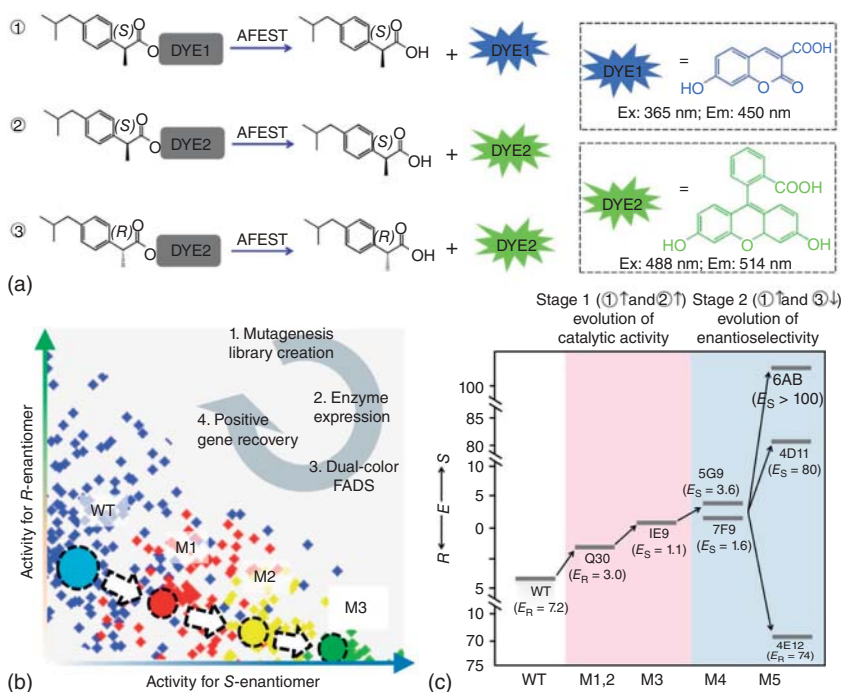 ① (S) O O DYE1 AFEST (S) O OH + DYE1 = COOH HO O O
Ex: 365 nm; Em: 450 nm
② (S) O O DYE2 AFEST (S) O OH + DYE2
③ (R) O O DYE2 AFEST (R) O OH + DYE2
DYE2 = COOH HO O OH
Ex: 488 nm; Em: 514 nm
(a)
Activity for R-enantiomer
1. Mutagenesis
library creation
2. Enzyme
expression
3. Dual-color
FADS
4. Positive
gene recovery
WT
M1
M2
M3
Activity for S-enantiomer
(b)
Stage 1 (①↑ and ②↑)
evolution of
catalytic activity
Stage 2 (①↑ and ③↓)
evolution of
enantioselectivity
R ← E → S
100
85
80
10
5
0
5
10
70
75
WT
(ER = 7.2)
Q30
(ER = 3.0)
IE9
(ES = 1.1)
5G9
(ES = 3.6)
7F9
(ES = 1.6)
6AB
(ES > 100)
4D11
(ES = 80)
4E12
(ER = 74)
WT M1,2 M3 M4 M5
(c)